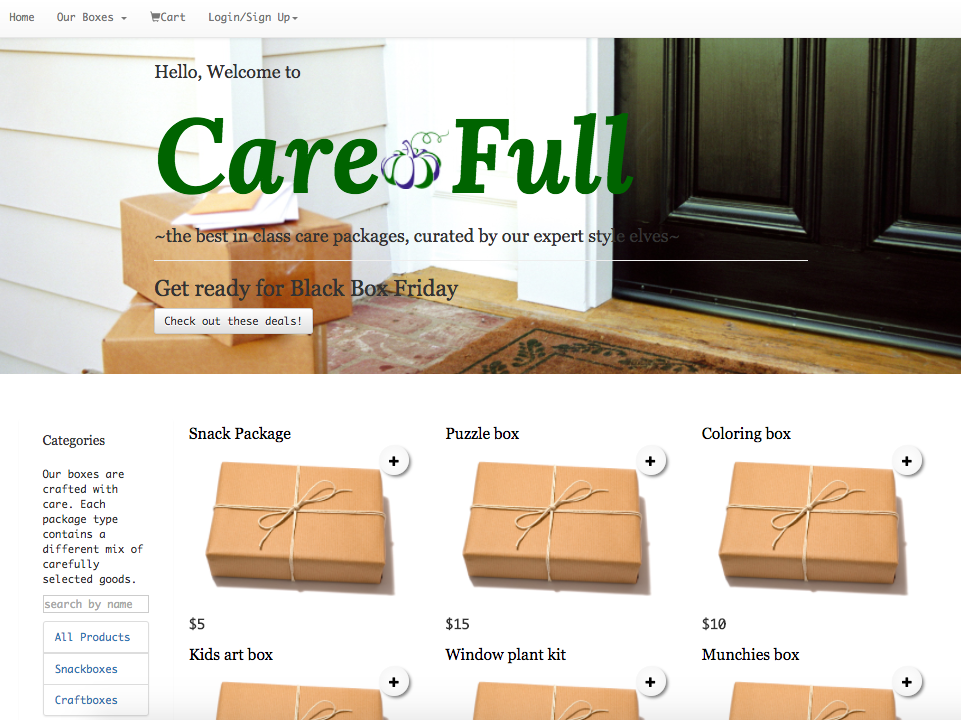 Home Our Boxes Cart Login/Sign Up
Hello, Welcome to
Care Full
~the best in class care packages, curated by our expert style elves~
Get ready for Black Box Friday
Check out these deals!
Categories
Our boxes are
crafted with
care. Each
package type
contains a
different mix of
carefully
selected goods.
search by name
All Products
Snackboxes
Craftboxes
Snack Package Puzzle box Coloring box
+ + +
$5 $15 $10
Kids art box Window plant kit Munchies box
+ + +